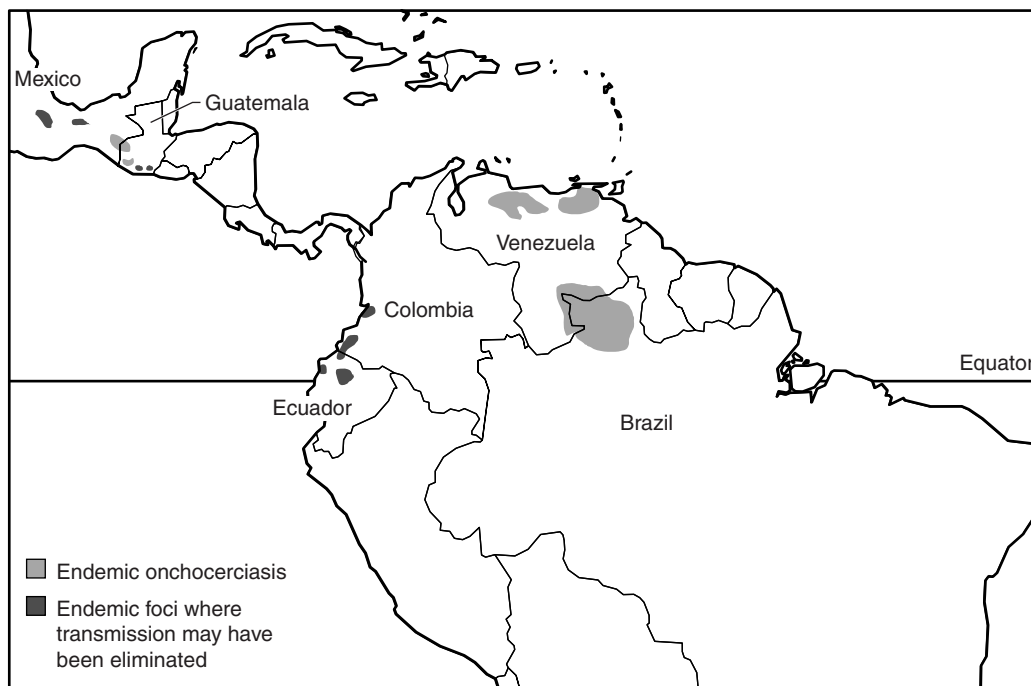 Mexico
Guatemala
Venezuela
Colombia
Equator
Ecuador
Brazil
Endemic onchocerciasis
Endemic foci where
transmission may have
been eliminated